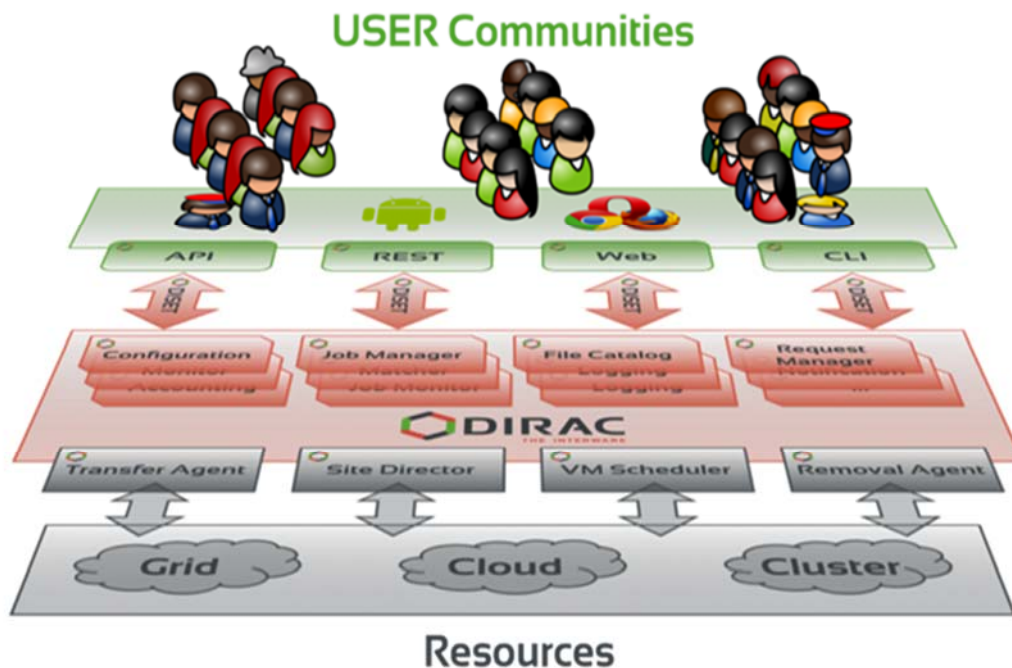 USER Communities
API REST Web CLI
DISET DISET DISET DISET
Configuration Job Manager File Catalog Request
Manager
Monitor Matcher Logging Notification
Accounting Job Monitor Logging ...
DIRAC
THE INTERWARE
Transfer Agent Site Director VM Scheduler Removal Agent
Grid Cloud Cluster
Resources